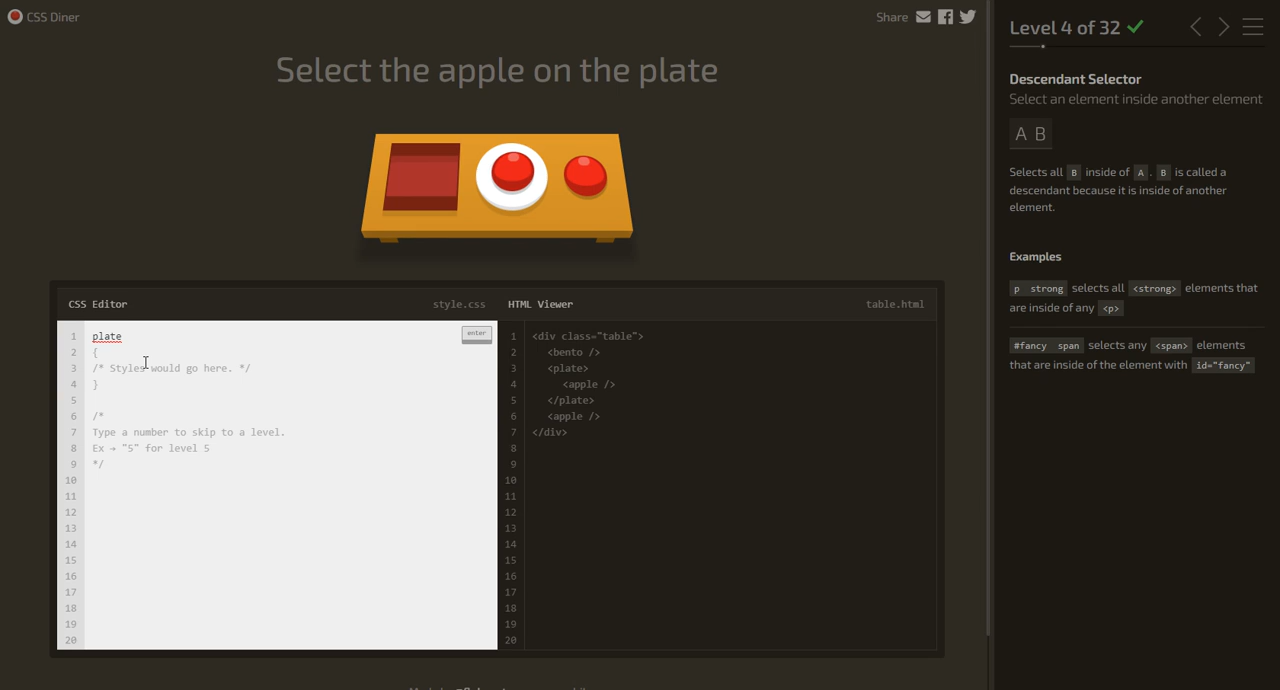 CSS Diner
Share
Select the apple on the plate
CSS Editor
style.css
1 plate
2 {
3 /* Styles would go here. */
4 }
5
6 /*
7 Type a number to skip to a level.
8 Ex → "5" for level 5
9 */
10
11
12
13
14
15
16
17
18
19
20
enter
HTML Viewer
table.html
1 <div class="table">
2 <bento />
3 <plate>
4 <apple />
5 </plate>
6 <apple />
7 </div>
8
9
10
11
12
13
14
15
16
17
18
19
20
Level 4 of 32
Descendant Selector
Select an element inside another element
A B
Selects all B inside of A . B is called a
descendant because it is inside of another
element.
Examples
p strong selects all <strong> elements that
are inside of any <p>
#fancy span selects any <span> elements
that are inside of the element with id="fancy"